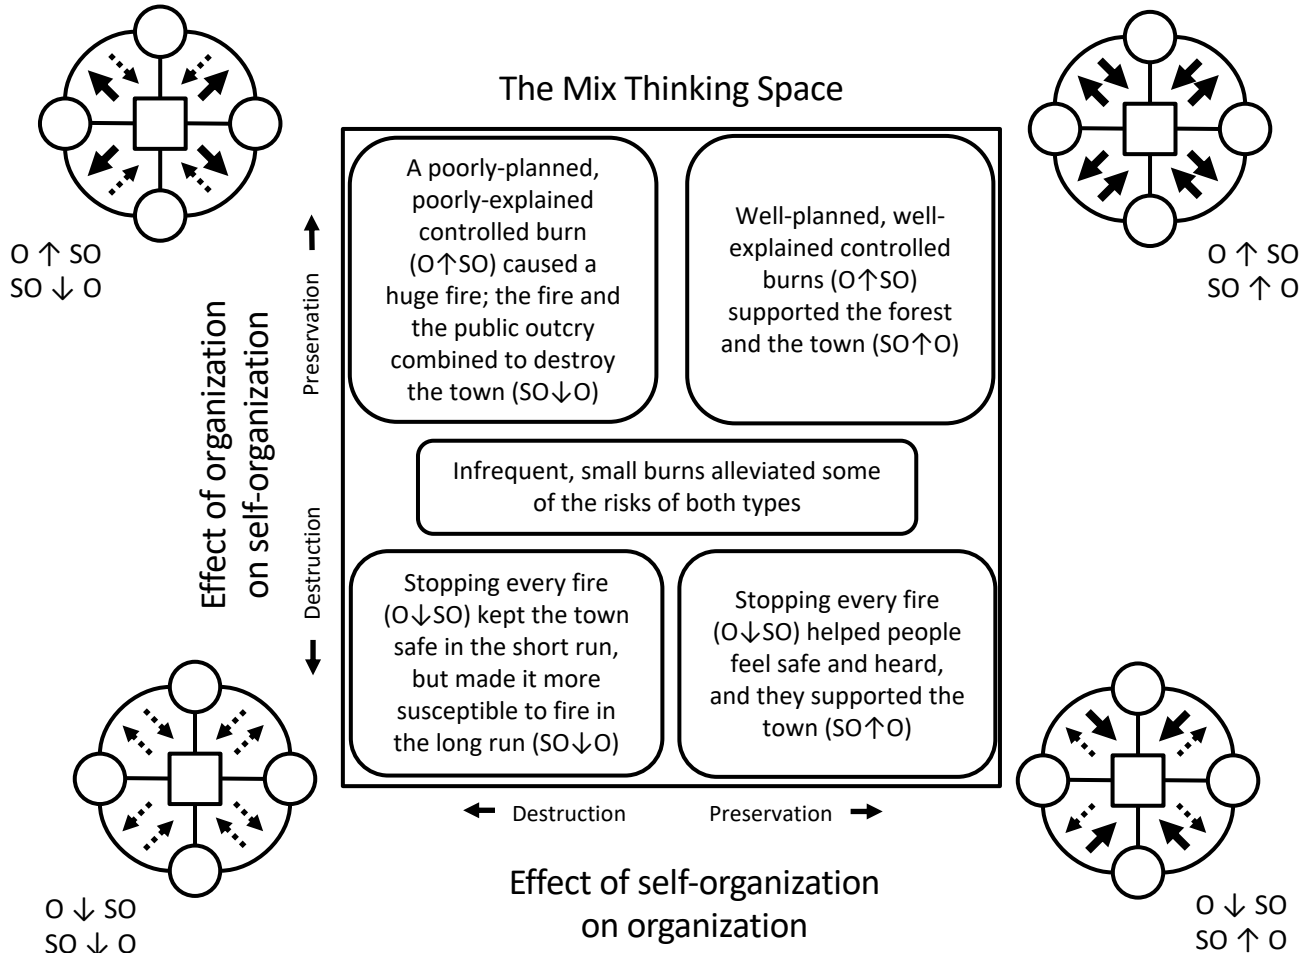 The Mix Thinking Space
O ↑ SO
SO ↓ O
O ↑ SO
SO ↑ O
Effect of organization
on self-organization
Preservation
Destruction
A poorly-planned,
poorly-explained
controlled burn
(O↑SO) caused a
huge fire; the fire and
the public outcry
combined to destroy
the town (SO↓O)
Well-planned, well-
explained controlled
burns (O↑SO)
supported the forest
and the town (SO↑O)
Infrequent, small burns alleviated some
of the risks of both types
Stopping every fire
(O↓SO) kept the town
safe in the short run,
but made it more
susceptible to fire in
the long run (SO↓O)
Stopping every fire
(O↓SO) helped people
feel safe and heard,
and they supported the
town (SO↑O)
Destruction
Preservation
Effect of self-organization
on organization
O ↓ SO
SO ↓ O
O ↓ SO
SO ↑ O